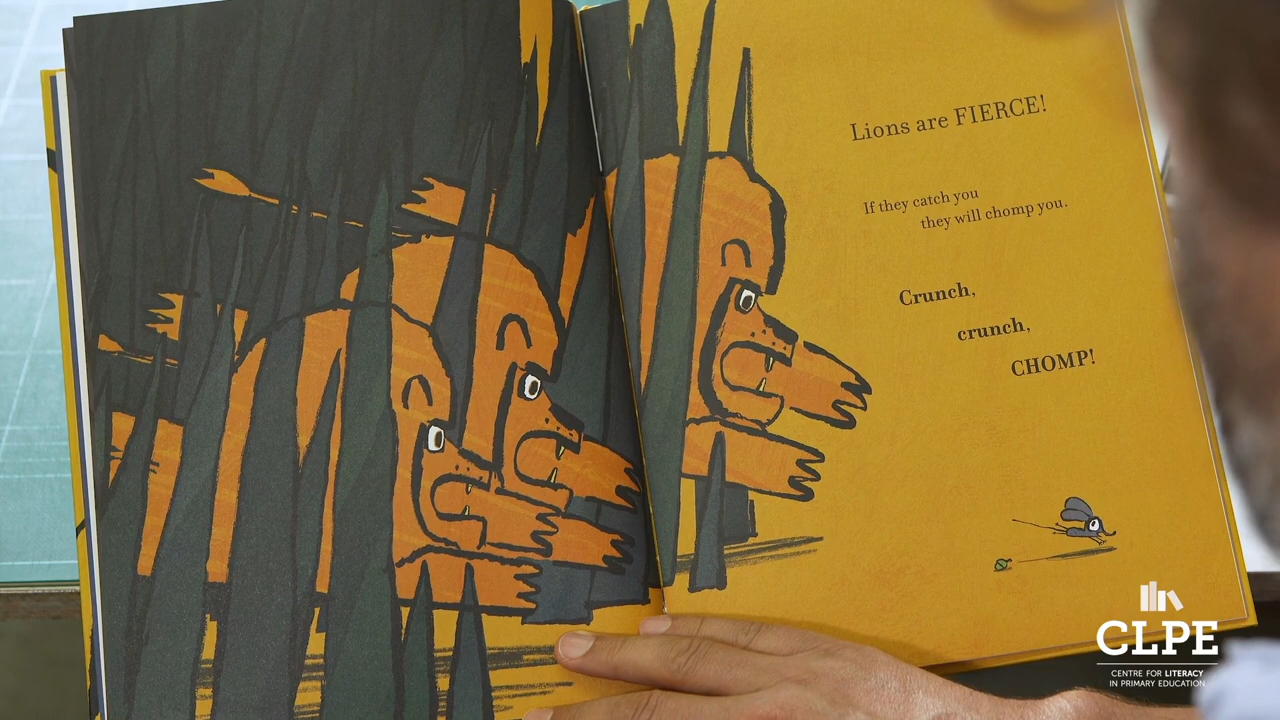 Lions are FIERCE!
If they catch you
they will chomp you.
Crunch,
crunch,
CHOMP!
CLPE
CENTRE FOR LITERACY
IN PRIMARY EDUCATION